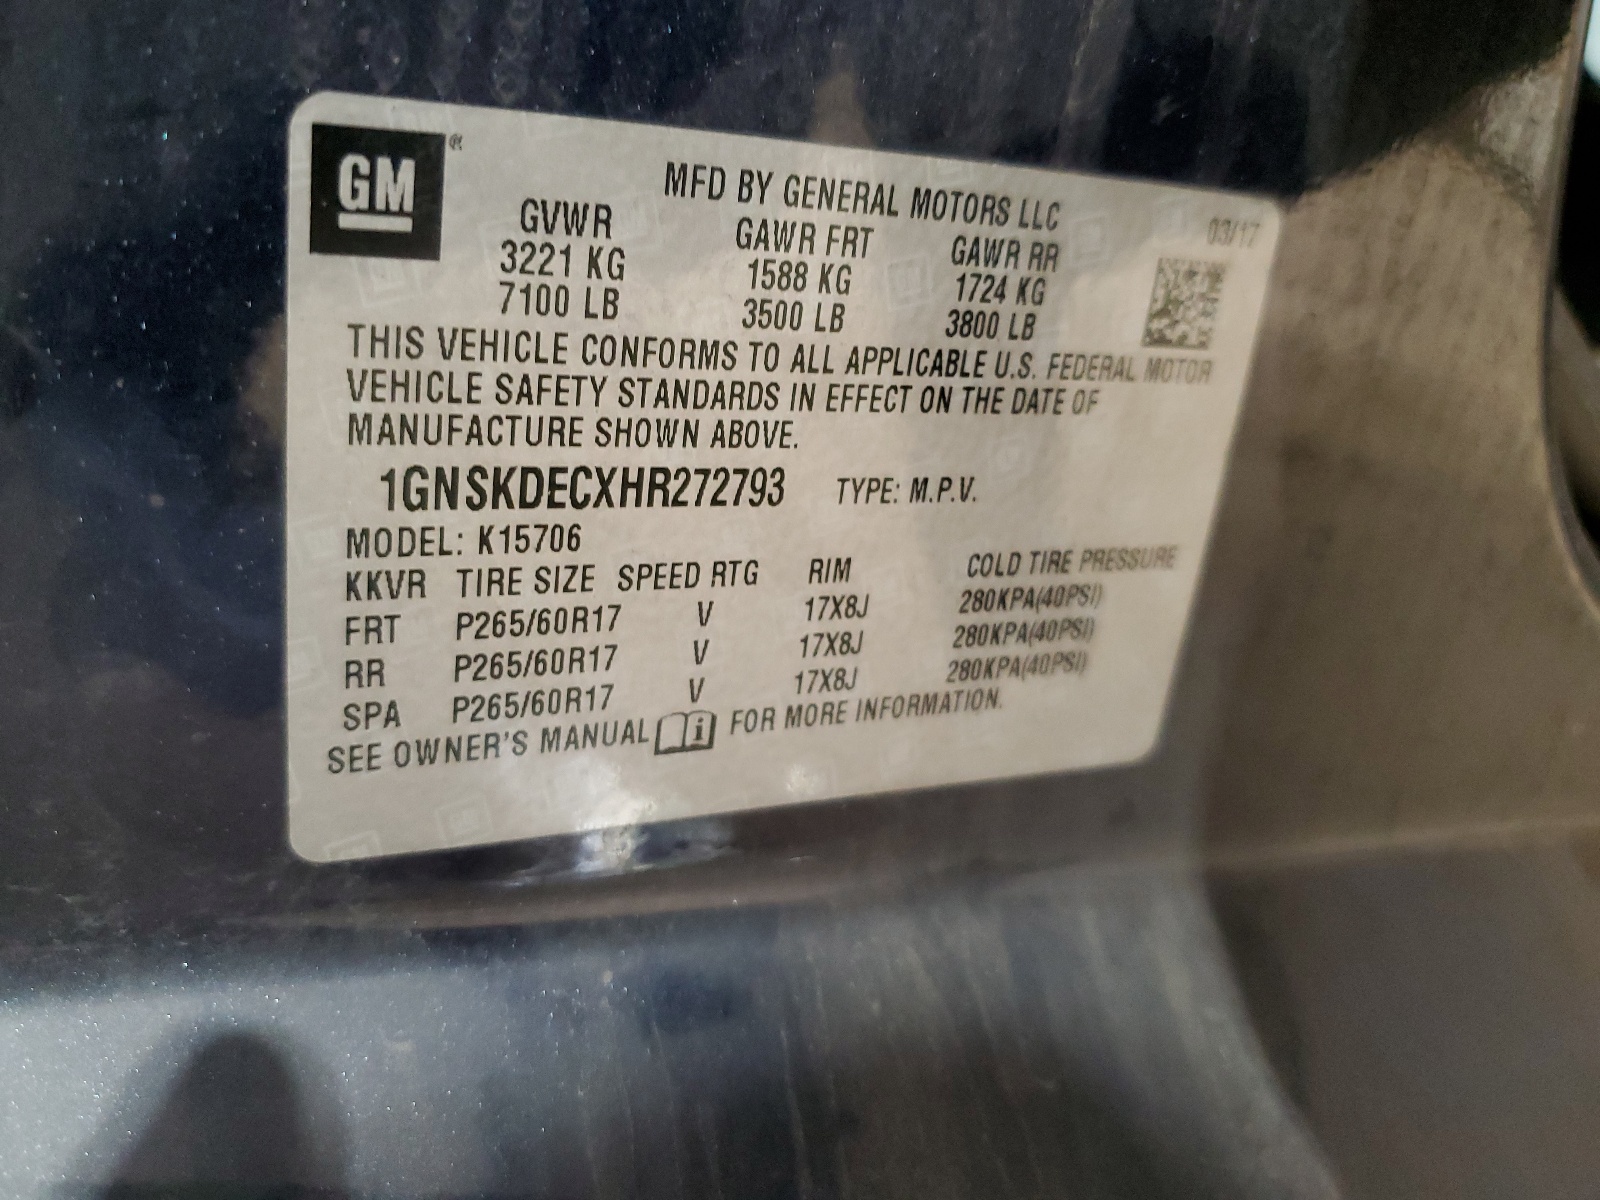 GM ®
MFD BY GENERAL MOTORS LLC
03/17
GVWR GAWR FRT GAWR RR
3221 KG 1588 KG 1724 KG
7100 LB 3500 LB 3800 LB
THIS VEHICLE CONFORMS TO ALL APPLICABLE U.S. FEDERAL MOTOR
VEHICLE SAFETY STANDARDS IN EFFECT ON THE DATE OF
MANUFACTURE SHOWN ABOVE.
1GNSKDECXHR272793 TYPE: M.P.V.
MODEL: K15706
KKVR TIRE SIZE SPEED RTG RIM COLD TIRE PRESSURE
FRT P265/60R17 V 17X8J 280KPA(40PSI)
RR P265/60R17 V 17X8J 280KPA(40PSI)
SPA P265/60R17 V 17X8J 280KPA(40PSI)
SEE OWNER'S MANUAL i FOR MORE INFORMATION.